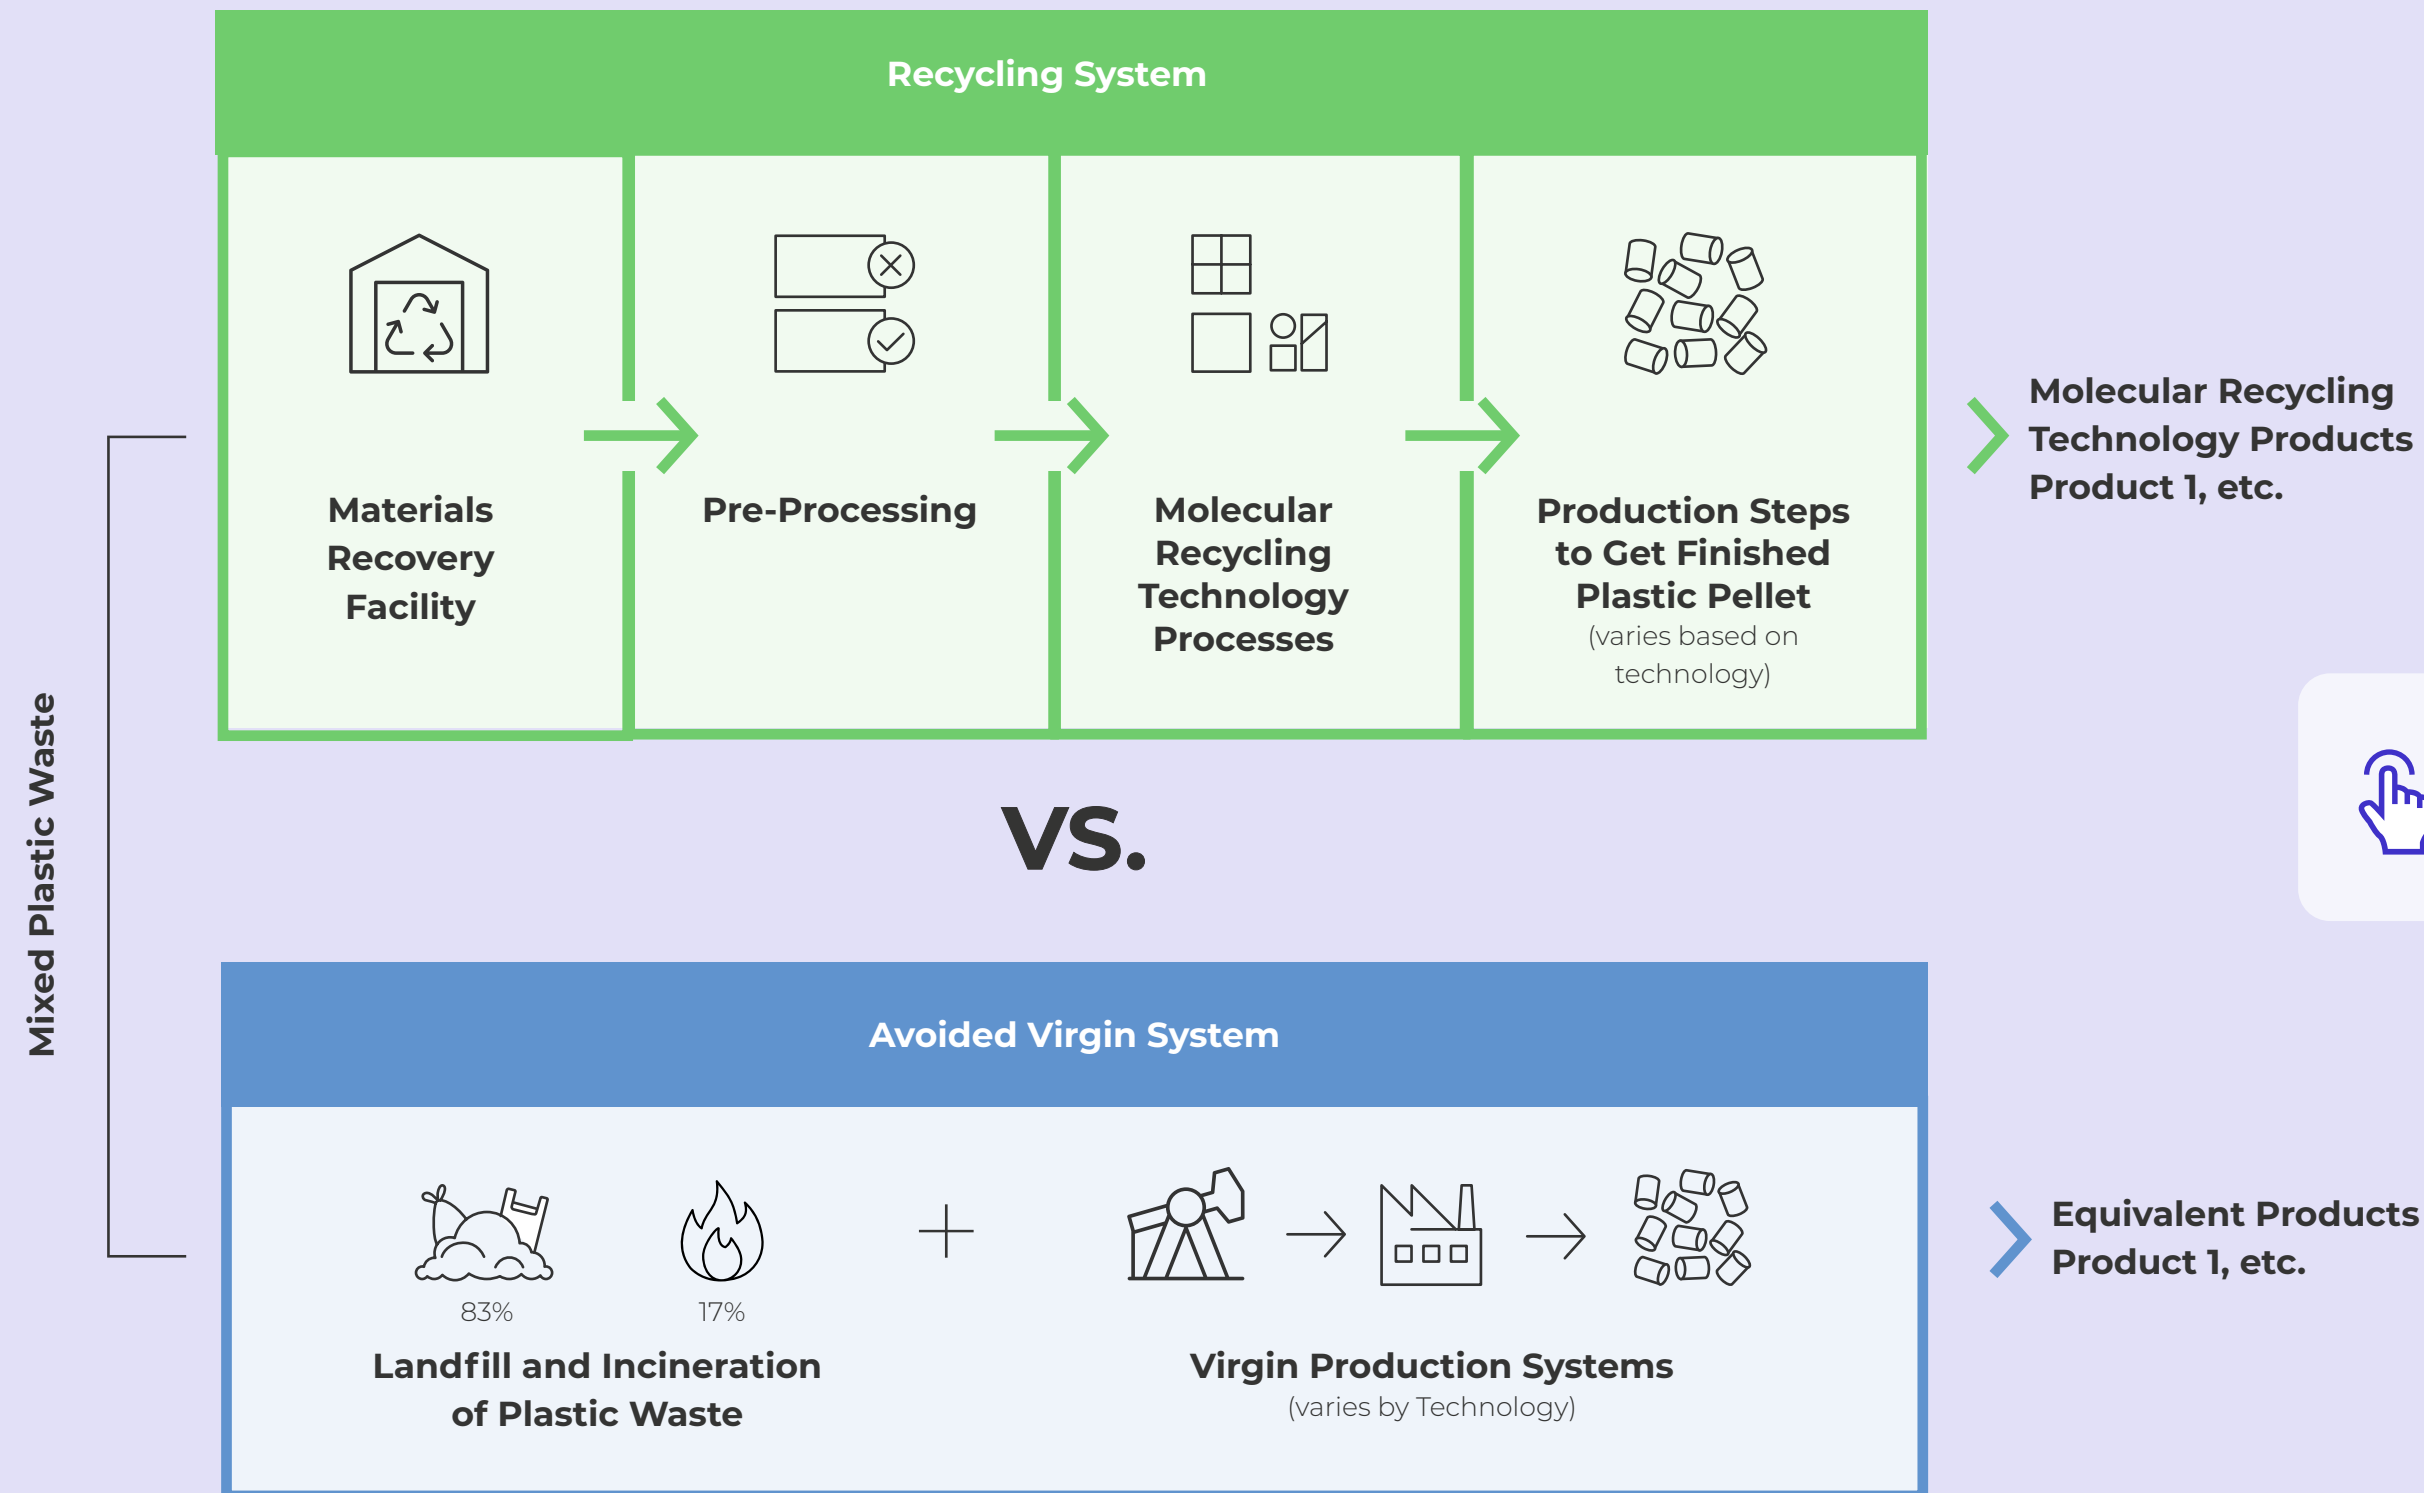 Recycling System
Materials
Recovery
Facility
Pre-Processing
Molecular
Recycling
Technology
Processes
Production Steps
to Get Finished
Plastic Pellet
(varies based on
technology)
Molecular Recycling
Technology Products
Product 1, etc.
Mixed Plastic Waste
VS.
Avoided Virgin System
83%
17%
Landfill and Incineration
of Plastic Waste
Virgin Production Systems
(varies by Technology)
Equivalent Products
Product 1, etc.